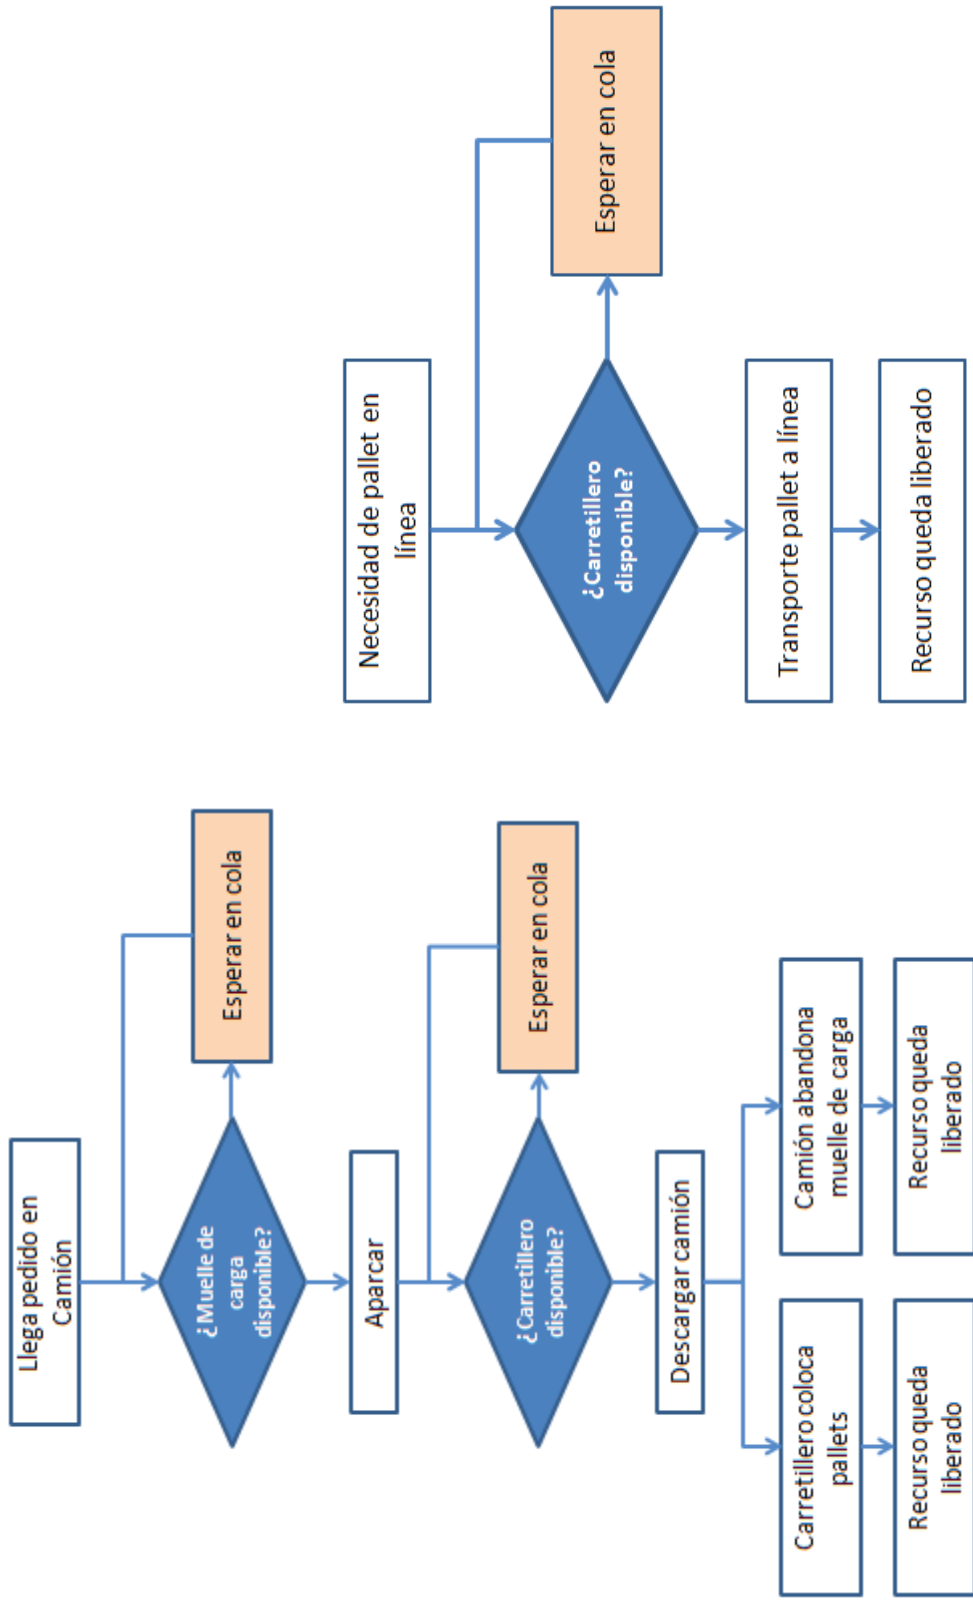 Llega pedido en
Camión
¿Muelle de
carga
disponible?
Esperar en cola
Aparcar
¿Carretillero
disponible?
Esperar en cola
Descargar camión
Carretillero coloca
pallets
Camión abandona
muelle de carga
Recurso queda
liberado
Recurso queda
liberado
Necesidad de pallet en
línea
¿Carretillero
disponible?
Esperar en cola
Transporte pallet a línea
Recurso queda liberado